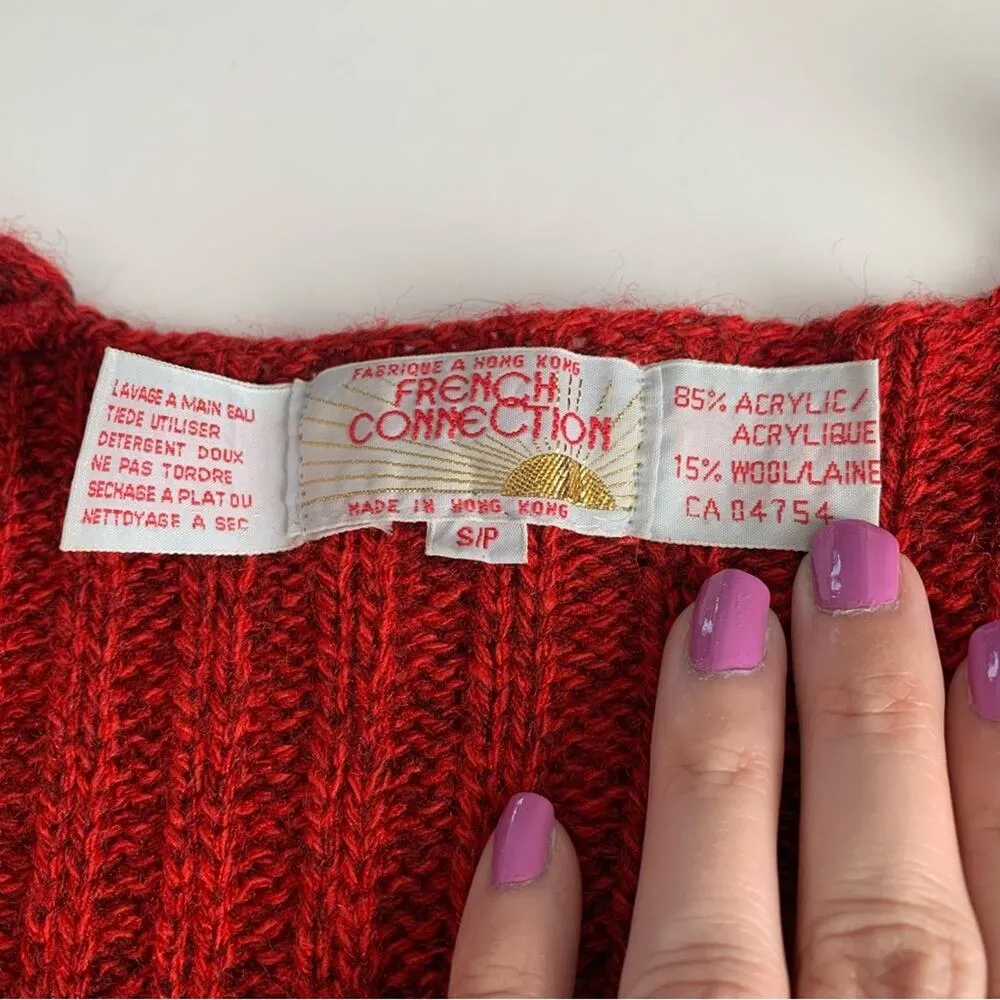 LAVAGE A MAIN EAU
TIEDE UTILISER
DETERGENT DOUX
NE PAS TORDRE
SECHAGE A PLAT OU
NETTOYAGE A SEC
FABRIQUE A HONG KONG
FRENCH
CONNECTION
MADE IN HONG KONG
S/P
85% ACRYLIC/
ACRYLIQUE
15% WOOL/LAINE
CA 04754